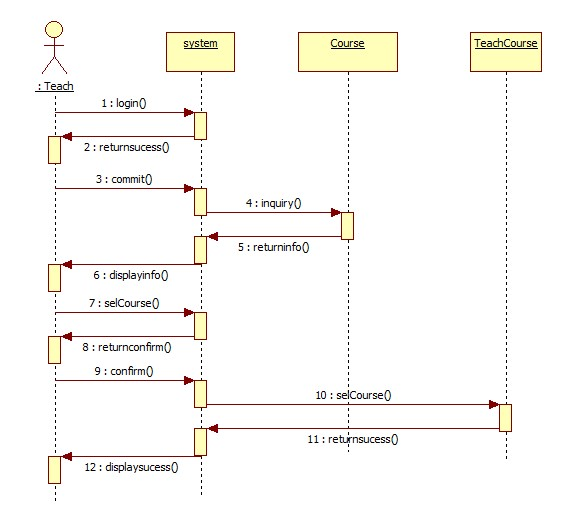 system
Course
TeachCourse
: Teach
1 : login()
2 : returnsucess()
3 : commit()
4 : inquiry()
5 : returninfo()
6 : displayinfo()
7 : selCourse()
8 : returnconfirm()
9 : confirm()
10 : selCourse()
11 : returnsucess()
12 : displaysucess()